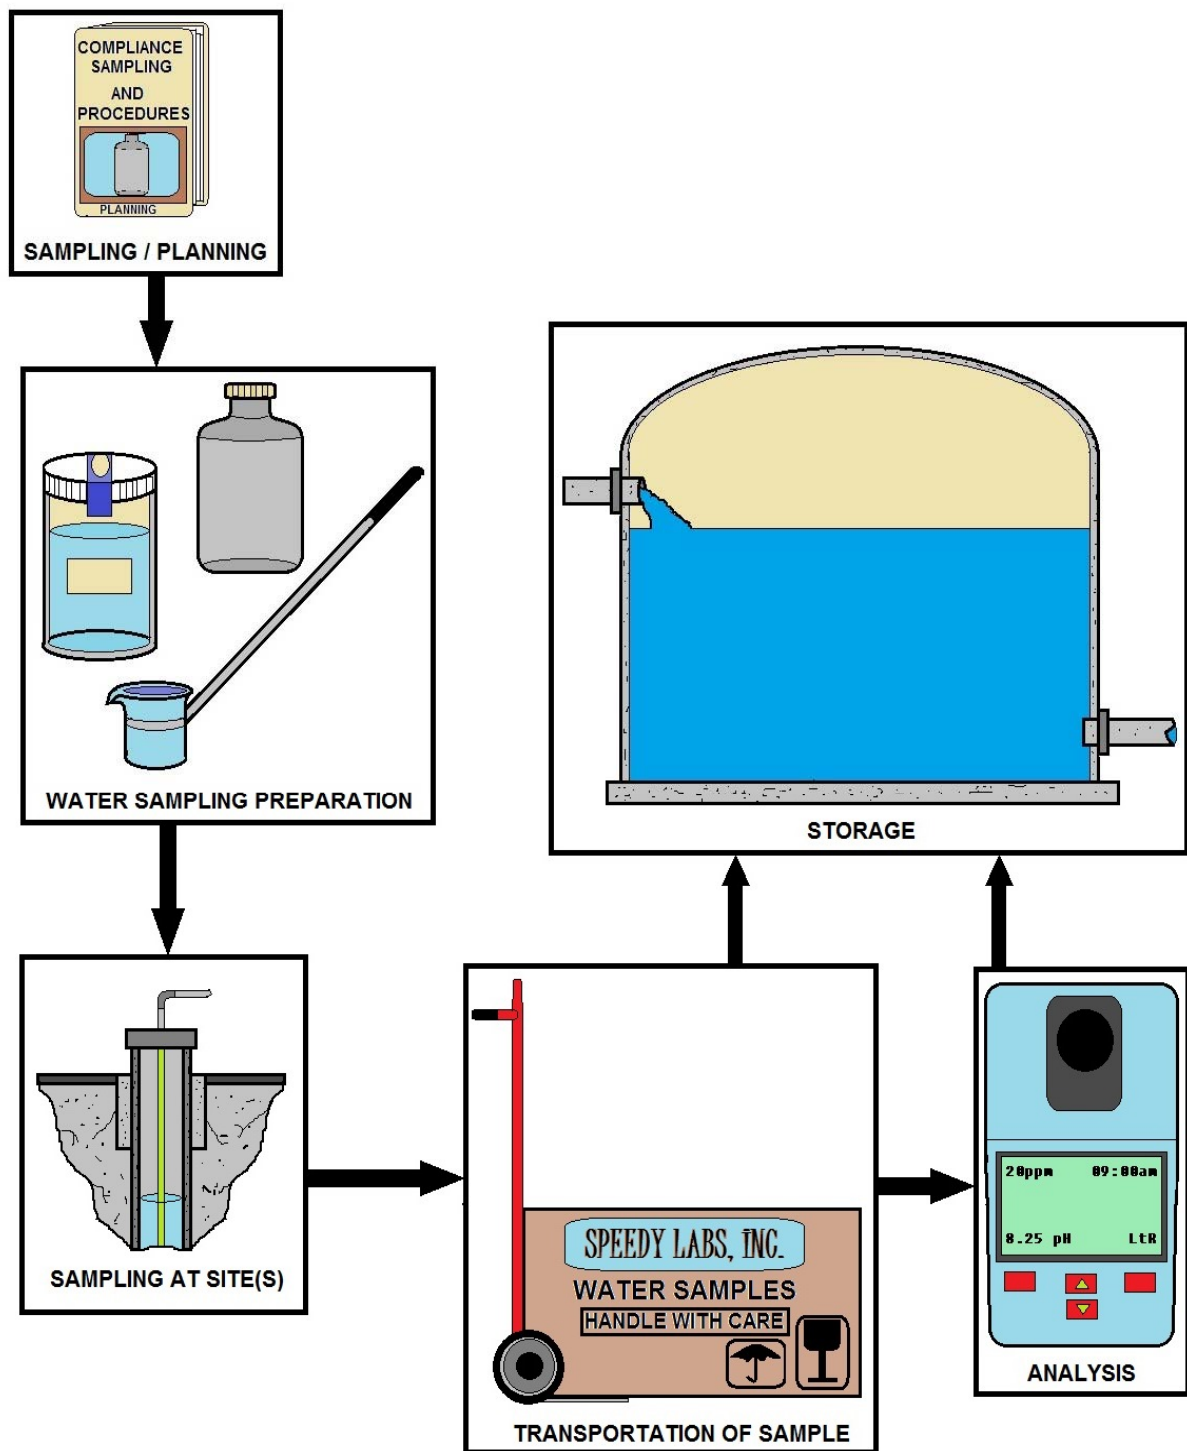 COMPLIANCE
SAMPLING
AND
PROCEDURES
PLANNING
SAMPLING / PLANNING
WATER SAMPLING PREPARATION
STORAGE
SAMPLING AT SITE(S)
SPEEDY LABS, INC.
WATER SAMPLES
HANDLE WITH CARE
TRANSPORTATION OF SAMPLE
20ppm 09:00am
8.25 pH LtR
ANALYSIS